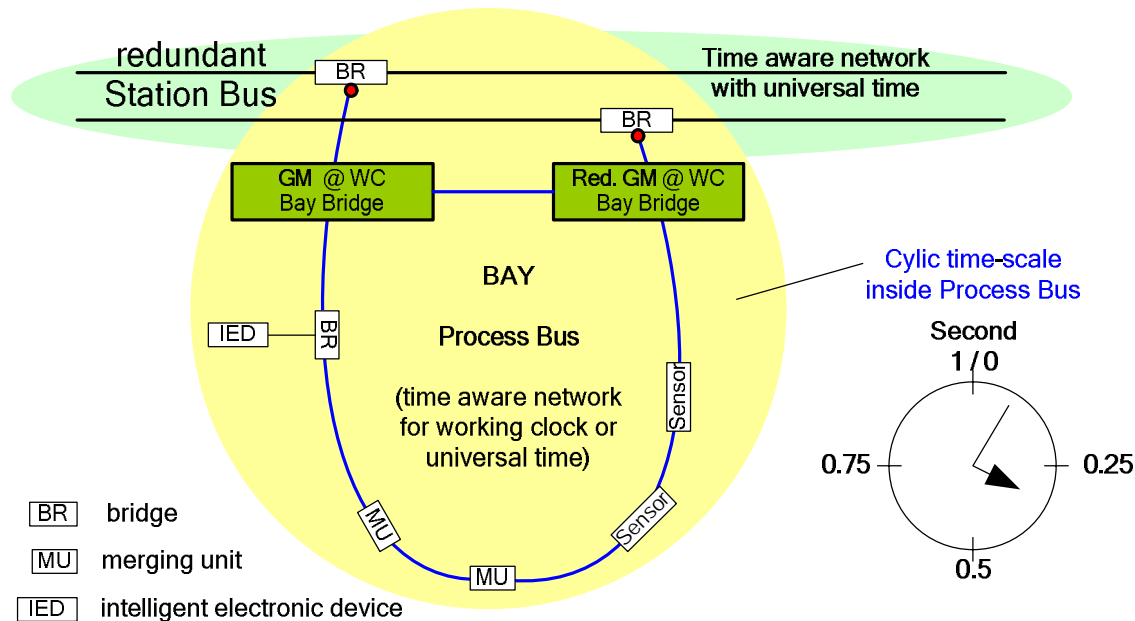 redundant
Station Bus
BR
Time aware network
with universal time
BR
GM @ WC
Bay Bridge
Red. GM @ WC
Bay Bridge
BAY
Process Bus
(time aware network
for working clock or
universal time)
IED
BR
Sensor
Sensor
MU
MU
Cylic time-scale
inside Process Bus
Second
1 / 0
0.75
0.25
0.5
BR bridge
MU merging unit
IED intelligent electronic device